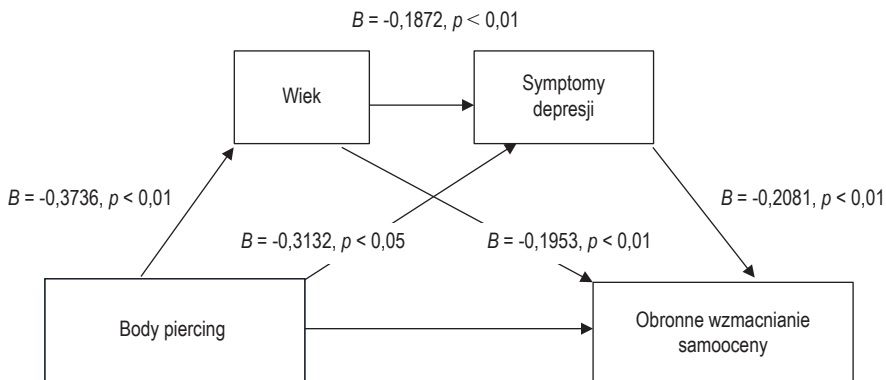 B = -0,1872, p < 0,01
Wiek
Symptomy
depresji
B = -0,3736, p < 0,01
B = -0,2081, p < 0,01
B = -0,3132, p < 0,05
B = -0,1953, p < 0,01
Body piercing
Obronne wzmacnianie
samooceny